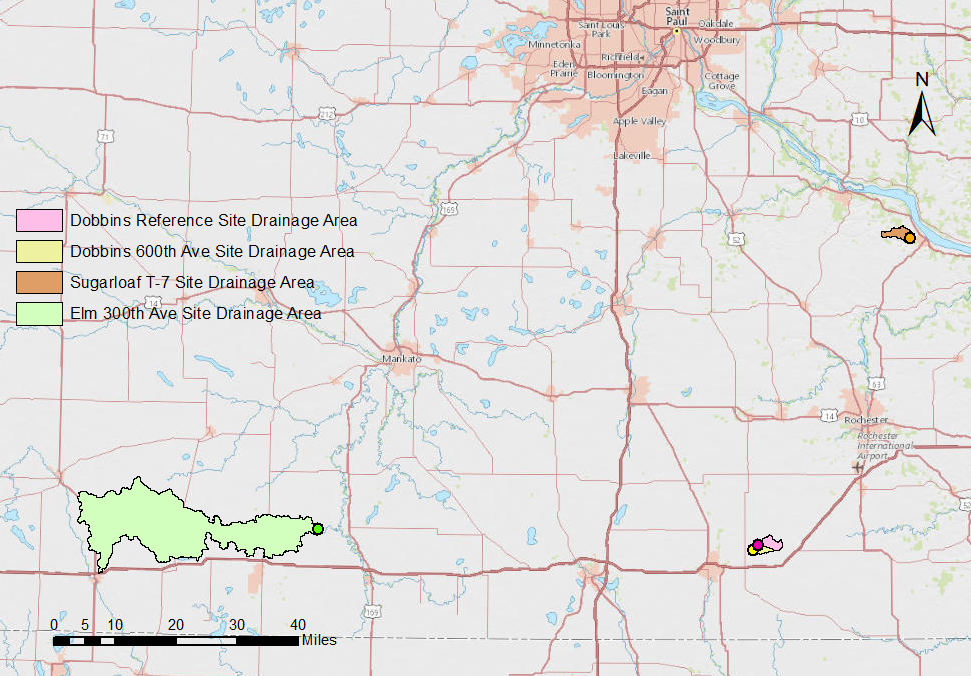 Saint
Paul
Saint Louis
Park
Oakdale
Woodbury
Minnetonka
Richfield
Eden
Prairie
Bloomington
Cottage
Grove
Eagan
N
212
71
10
Apple Valley
Lakeville
169
52
Dobbins Reference Site Drainage Area
Dobbins 600th Ave Site Drainage Area
Sugarloaf T-7 Site Drainage Area
14
Elm 300th Ave Site Drainage Area
Mankato
63
14
Rochester
Rochester
International
Airport
52
169
0 5 10 20 30 40
Miles